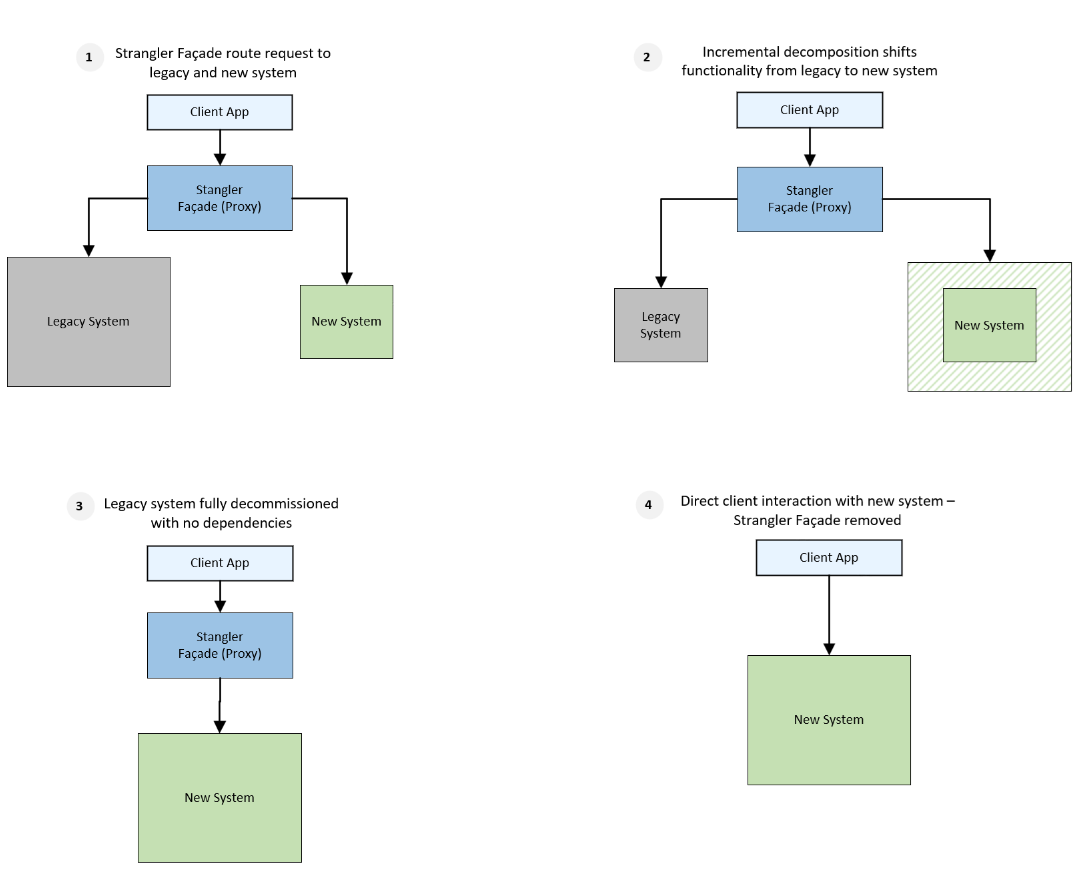 1
Strangler Façade route request to
legacy and new system
Client App
Stangler
Façade (Proxy)
Legacy System
New System
2
Incremental decomposition shifts
functionality from legacy to new system
Client App
Stangler
Façade (Proxy)
Legacy
System
New System
3
Legacy system fully decommissioned
with no dependencies
Client App
Stangler
Façade (Proxy)
New System
4
Direct client interaction with new system –
Strangler Façade removed
Client App
New System